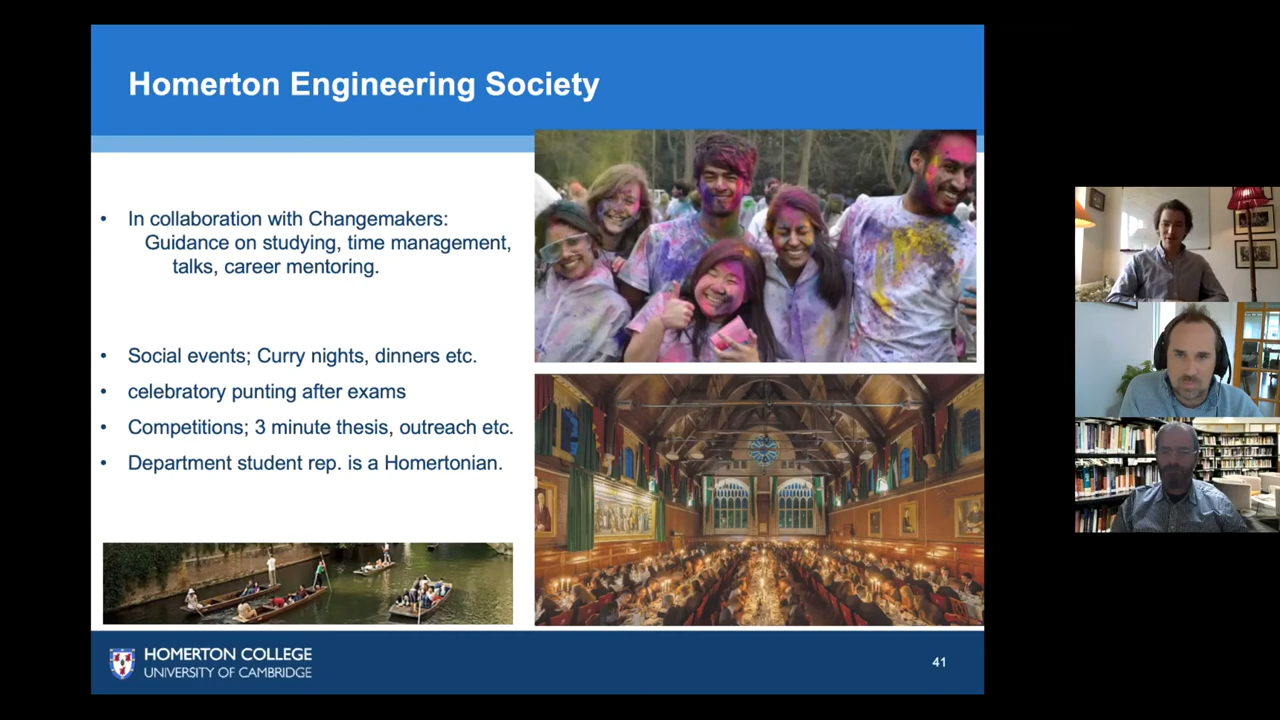 Homerton Engineering Society
• In collaboration with Changemakers:
Guidance on studying, time management,
talks, career mentoring.
• Social events; Curry nights, dinners etc.
• celebratory punting after exams
• Competitions; 3 minute thesis, outreach etc.
• Department student rep. is a Homertonian.
HOMERTON COLLEGE
UNIVERSITY OF CAMBRIDGE
41